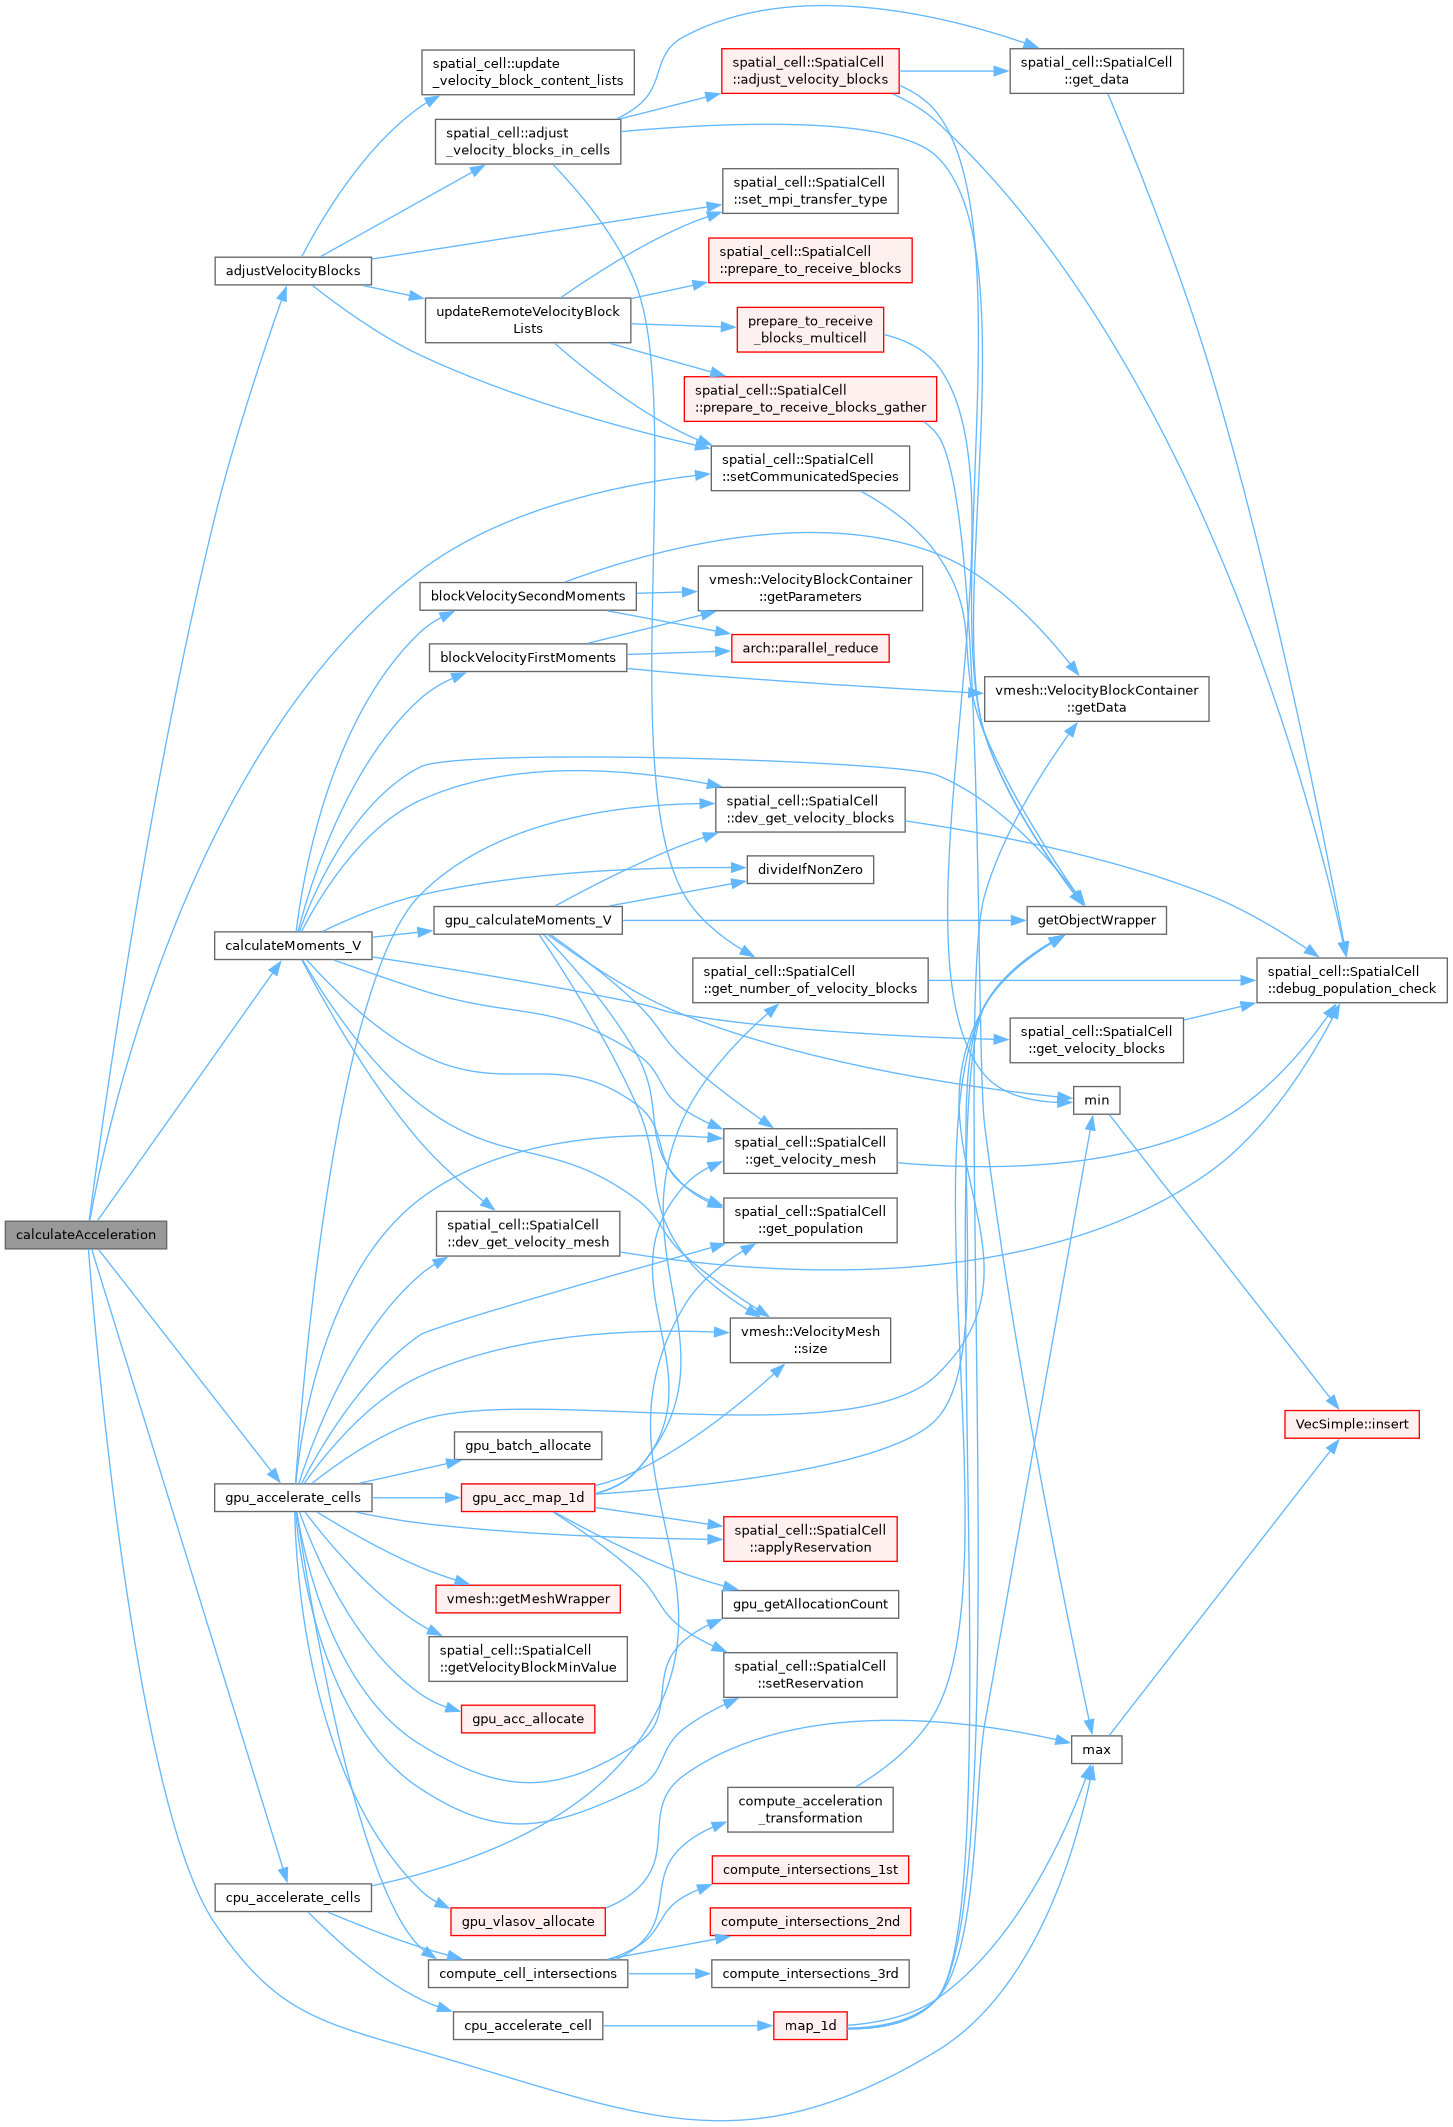 spatial_cell::update
_velocity_block_content_lists
spatial_cell::SpatialCell
::adjust_velocity_blocks
spatial_cell::SpatialCell
::get_data
spatial_cell::adjust
_velocity_blocks_in_cells
spatial_cell::SpatialCell
::set_mpi_transfer_type
adjustVelocityBlocks
spatial_cell::SpatialCell
::prepare_to_receive_blocks
updateRemoteVelocityBlock
Lists
prepare_to_receive
_blocks_multicell
spatial_cell::SpatialCell
::prepare_to_receive_blocks_gather
spatial_cell::SpatialCell
::setCommunicatedSpecies
blockVelocitySecondMoments
vmesh::VelocityBlockContainer
::getParameters
blockVelocityFirstMoments
arch::parallel_reduce
vmesh::VelocityBlockContainer
::getData
spatial_cell::SpatialCell
::dev_get_velocity_blocks
divideIfNonZero
calculateMoments_V
gpu_calculateMoments_V
getObjectWrapper
spatial_cell::SpatialCell
::get_number_of_velocity_blocks
spatial_cell::SpatialCell
::debug_population_check
spatial_cell::SpatialCell
::get_velocity_blocks
min
spatial_cell::SpatialCell
::get_velocity_mesh
calculateAcceleration
spatial_cell::SpatialCell
::dev_get_velocity_mesh
spatial_cell::SpatialCell
::get_population
vmesh::VelocityMesh
::size
VecSimple::insert
gpu_batch_allocate
gpu_accelerate_cells
gpu_acc_map_1d
spatial_cell::SpatialCell
::applyReservation
vmesh::getMeshWrapper
gpu_getAllocationCount
spatial_cell::SpatialCell
::getVelocityBlockMinValue
spatial_cell::SpatialCell
::setReservation
gpu_acc_allocate
max
compute_acceleration
_transformation
cpu_accelerate_cells
compute_intersections_1st
gpu_vlasov_allocate
compute_intersections_2nd
compute_cell_intersections
compute_intersections_3rd
cpu_accelerate_cell
map_1d